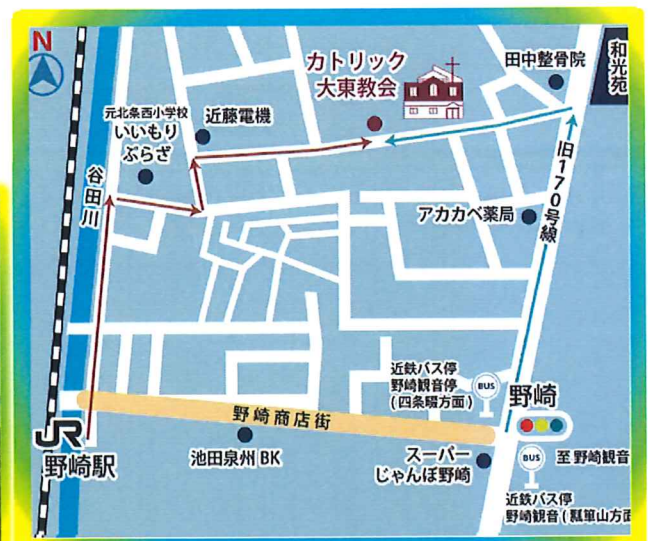 N
カトリック
大東教会
田中整骨院
和光苑
元北条西小学校
いいもり
ぷらざ
近藤電機
谷田川
旧170号線
アカカベ薬局
近鉄バス停
野崎観音停
(四条畷方面)
BUS
野崎
野崎商店街
JR
野崎駅
池田泉州BK
スーパー
じゃんぼ野崎
BUS
至野崎観音
近鉄バス停
野崎観音(瓢箪山方面